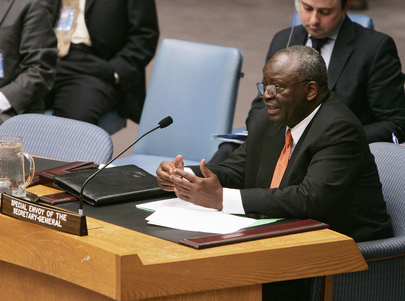 SPECIAL ENVOY OF THE
SECRETARY-GENERAL